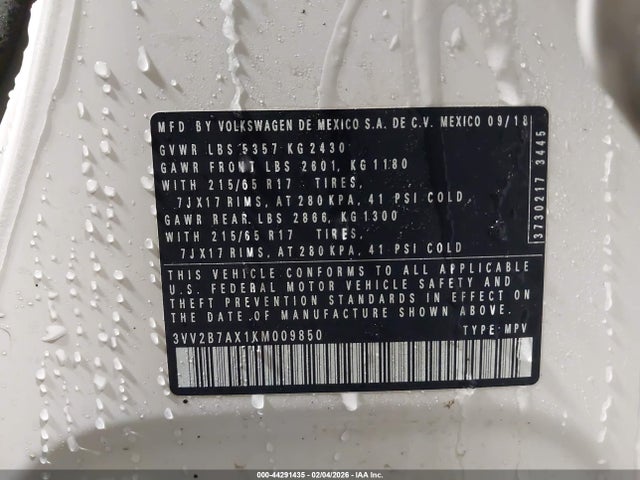 MFD BY VOLKSWAGEN DE MEXICO S.A. DE C.V. MEXICO 09/18
GVWR LBS 5357 KG 2430
GAWR FRONT LBS 2601, KG 1180
WITH 215/65 R17 TIRES,
7JX17 RIMS, AT 280 KPA, 41 PSI COLD
GAWR REAR LBS 2866, KG 1300
WITH 215/65 R17 TIRES,
7JX17 RIMS, AT 280 KPA, 41 PSI COLD
3730217 3445
THIS VEHICLE CONFORMS TO ALL APPLICABLE
U.S. FEDERAL MOTOR VEHICLE SAFETY AND
THEFT PREVENTION STANDARDS IN EFFECT ON
DATE OF MANUFACTURE SHOWN ABOVE.
3VV2B7AX1KM009850 TYPE: MPV
000-44291435 - 02/04/2026 - IAA Inc.